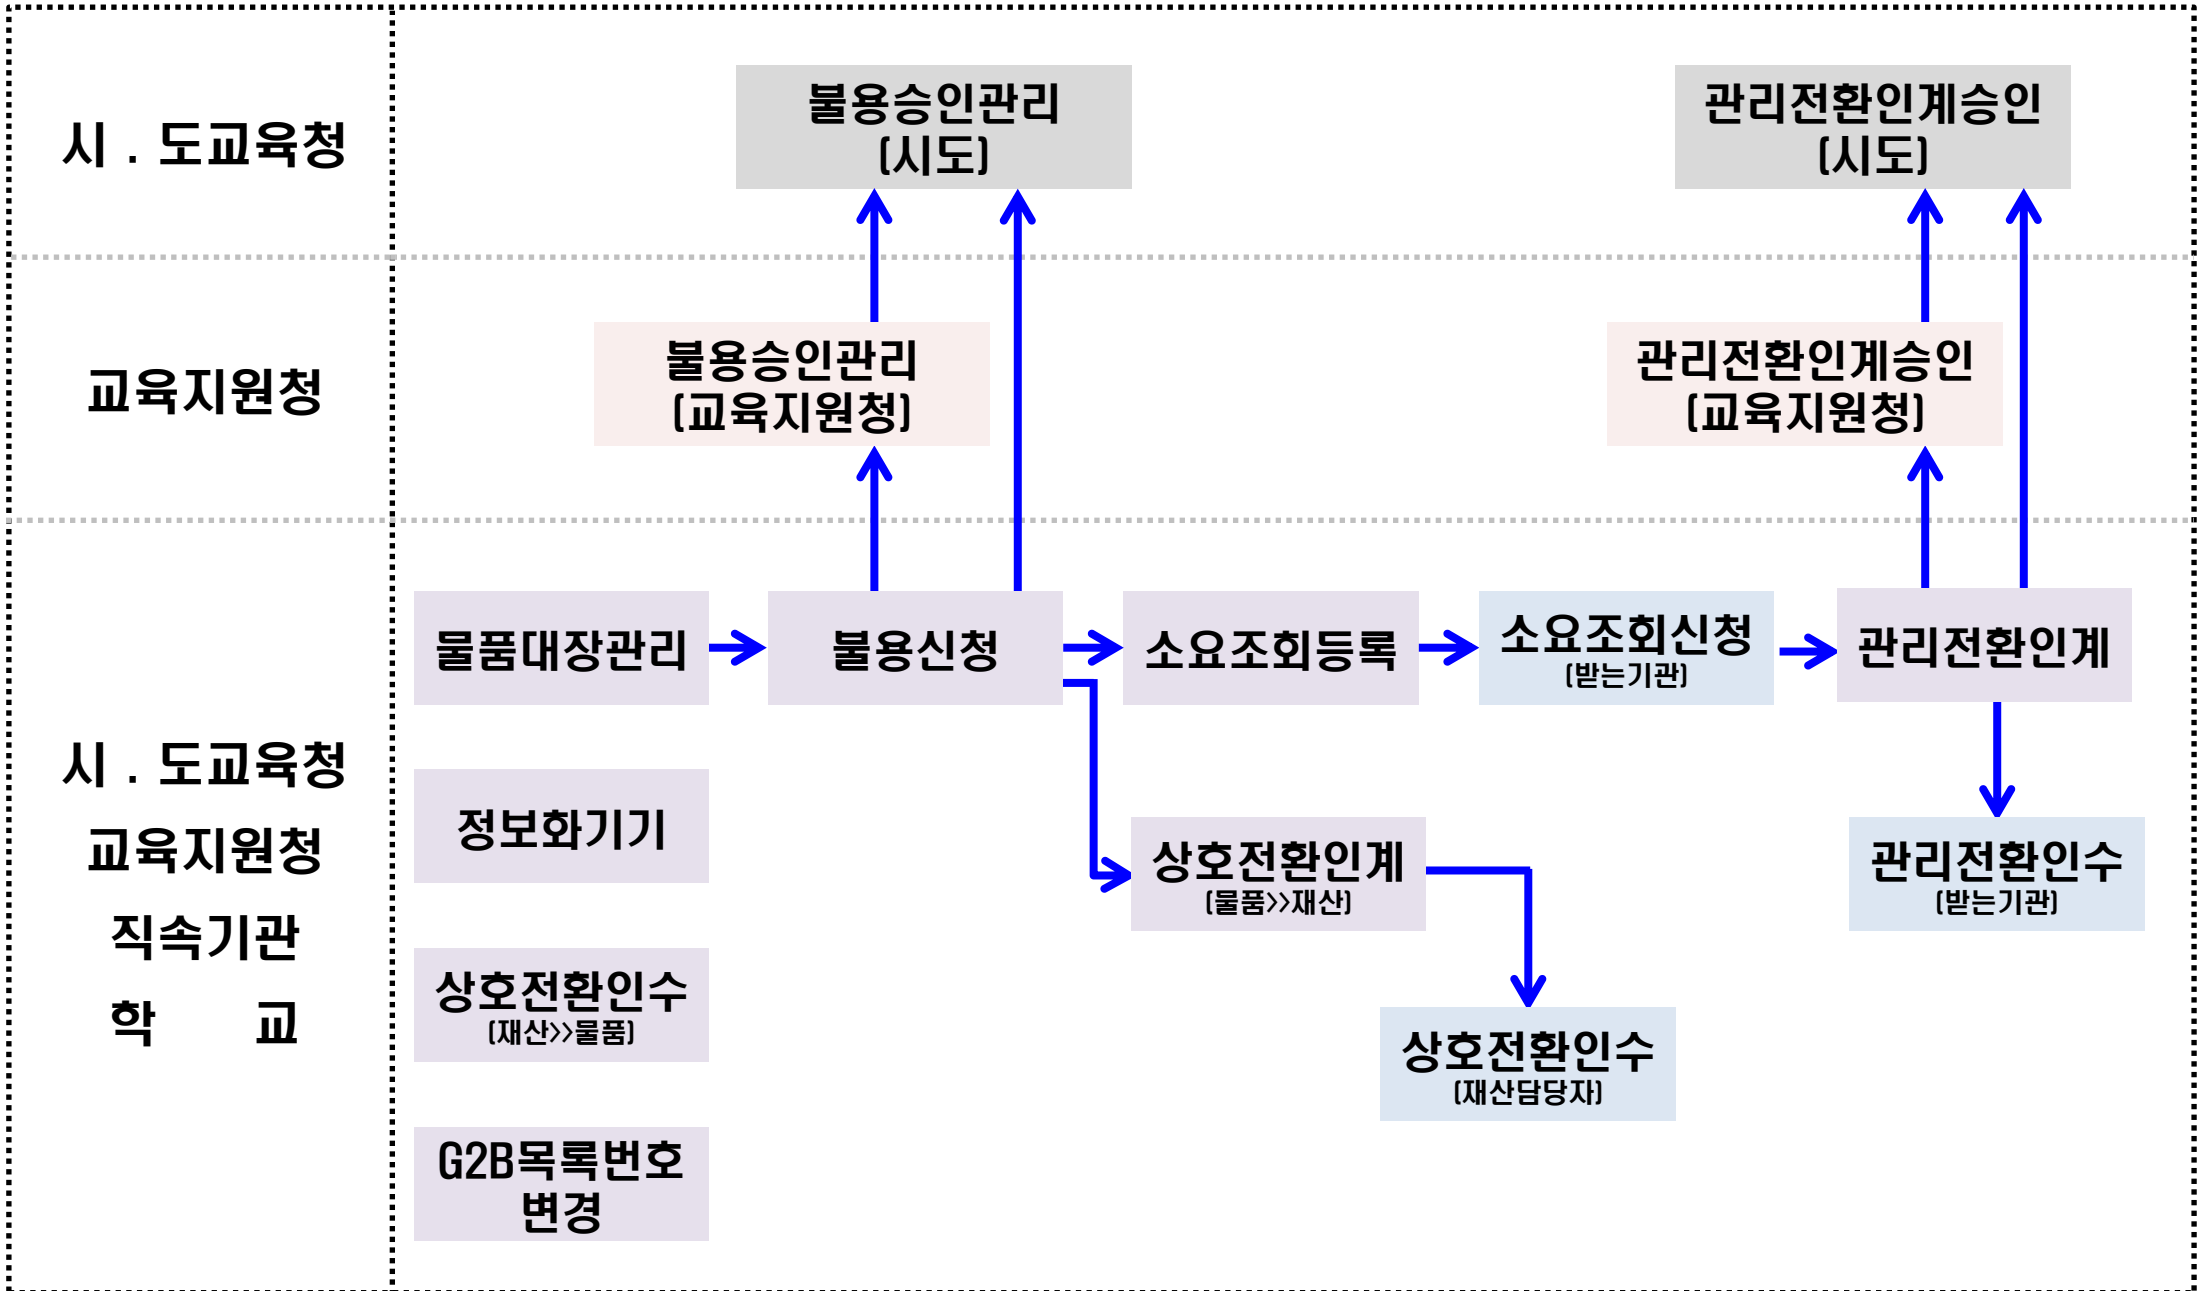 시 . 도교육청
불용승인관리
(시도)
관리전환인계승인
(시도)
교육지원청
불용승인관리
(교육지원청)
관리전환인계승인
(교육지원청)
시 . 도교육청
교육지원청
직속기관
학 교
물품대장관리
불용신청
소요조회등록
소요조회신청
(받는기관)
관리전환인계
정보화기기
상호전환인계
(물품>>재산)
관리전환인수
(받는기관)
상호전환인수
(재산>>물품)
상호전환인수
(재산담당자)
G2B목록번호
변경